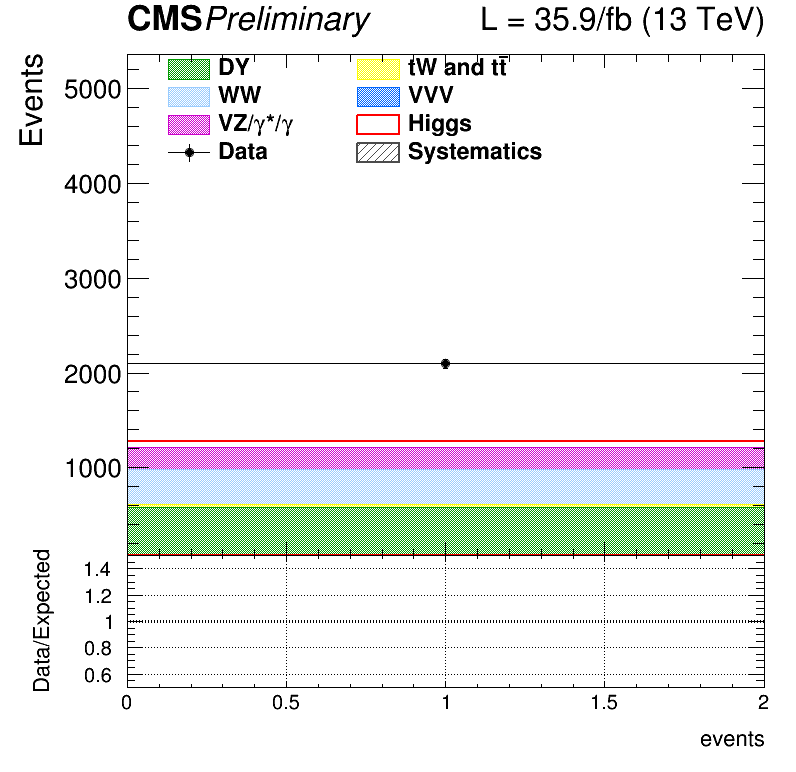 CMS Preliminary L = 35.9/fb (13 TeV)
Events
5000
4000
3000
2000
1000
DY tW and tt̅
WW VVV
VZ/γ*/γ Higgs
Data Systematics
Data/Expected
1.4
1.2
1
0.8
0.6
0 0.5 1 1.5 2
events